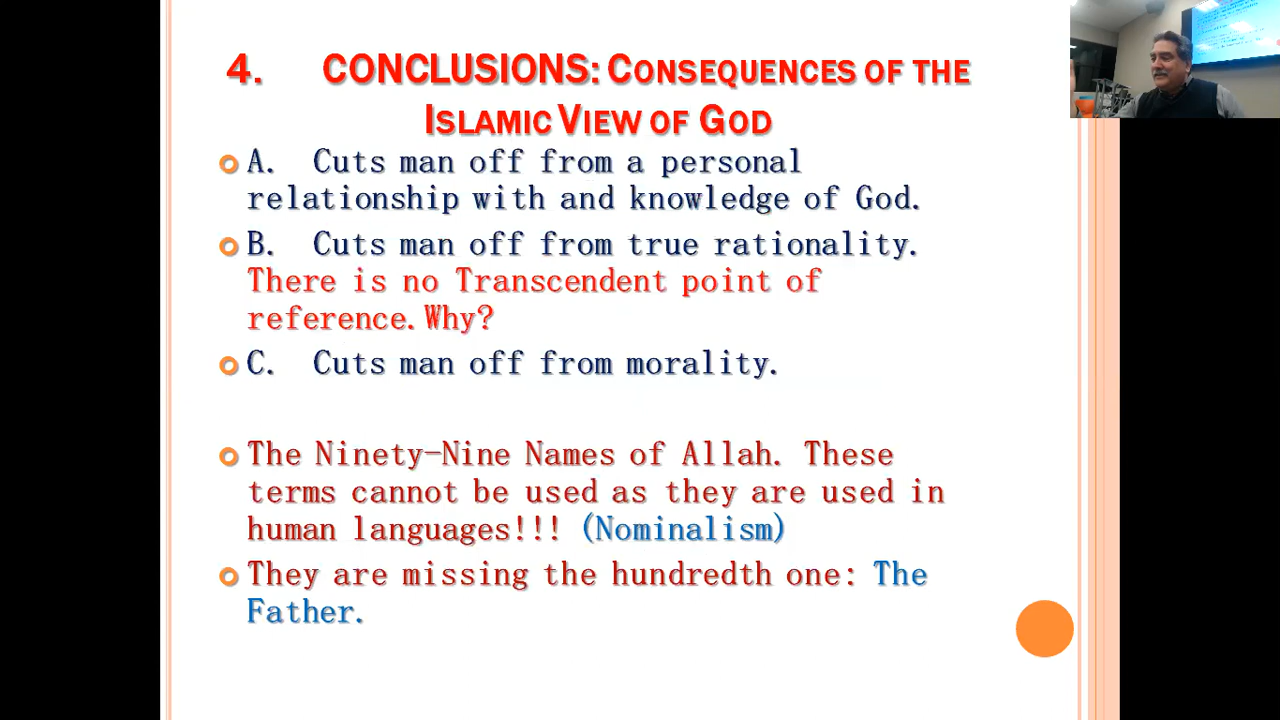 4. CONCLUSIONS: CONSEQUENCES OF THE
ISLAMIC VIEW OF GOD
A. Cuts man off from a personal
relationship with and knowledge of God.
B. Cuts man off from true rationality.
There is no Transcendent point of
reference. Why?
C. Cuts man off from morality.
The Ninety-Nine Names of Allah. These
terms cannot be used as they are used in
human languages!!! (Nominalism)
They are missing the hundredth one: The
Father.